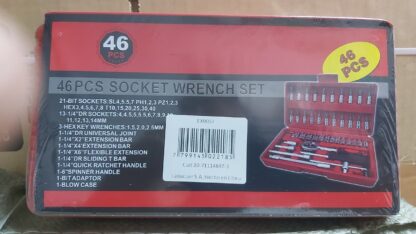 46
PCS
46
PCS
46PCS SOCKET WRENCH SET
21-BIT SOCKETS: SL4,5.5,7 PH1,2,3 PZ1,2,3
HEX3,4,5,6,7,8 T10,15,20,25,30,40
13-1/4"DR SOCKETS:4,4.5,5,5.5,6,7,8,9,10
11,12,13,14MM
3-HEX KEY WRENCHES:1.5,2.0,2.5MM
1-1/4"DR UNIVERSAL JOINT
1-1/4"X2"EXTENSION BAR
1-1/4"X4"EXTENSION BAR
1-1/4"X6"FLEXIBLE EXTENSION
1-1/4"DR SLIDING T BAR
1-1/4"QUICK RATCHET HANDLE
1-6"SPINNER HANDLE
1-BIT ADAPTOR
1-BLOW CASE